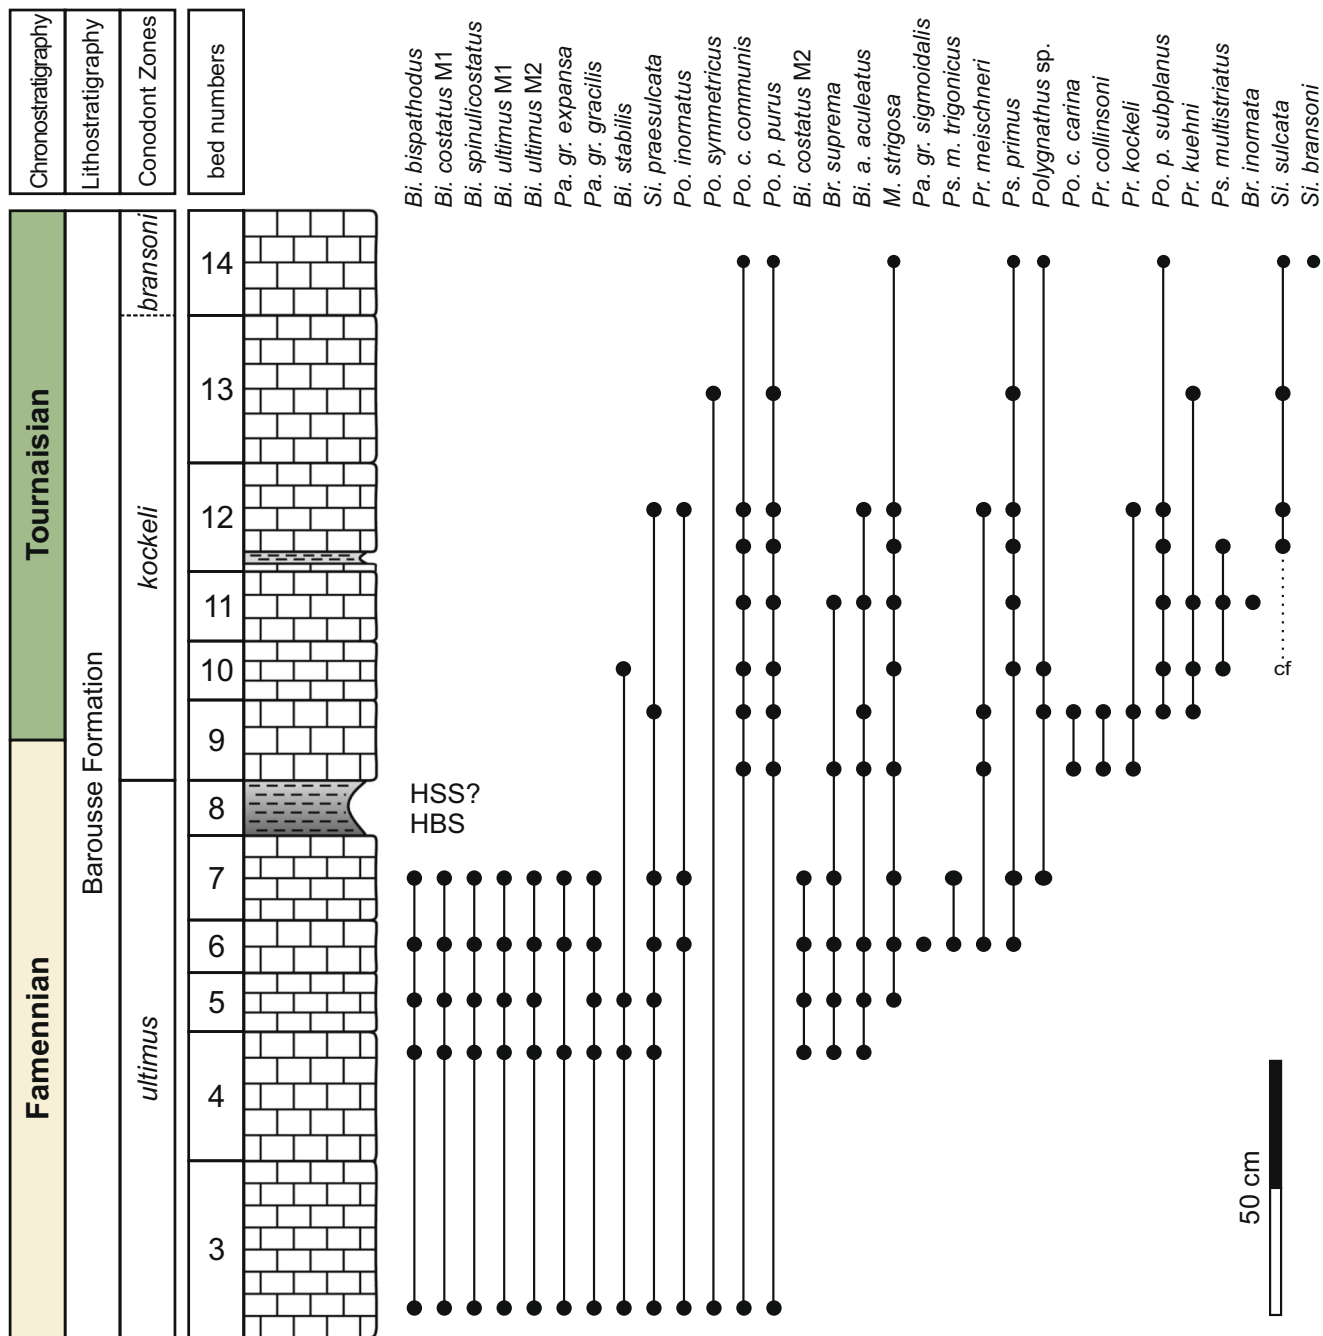 Chronostratigraphy
Lithostratigraphy
Conodont Zones
bed numbers
Bi. bispathodus
Bi. costatus M1
Bi. spinulicostatus
Bi. ultimus M1
Bi. ultimus M2
Pa. gr. expansa
Pa. gr. gracilis
Bi. stabilis
Si. praesulcata
Po. inornatus
Po. symmetricus
Po. c. communis
Po. p. purus
Bi. costatus M2
Br. suprema
Bi. a. aculeatus
M. strigosa
Pa. gr. sigmoidalis
Ps. m. trigonicus
Pr. meischneri
Ps. primus
Polygnathus sp.
Po. c. carina
Pr. collinsoni
Pr. kockeli
Po. p. subplanus
Pr. kuehni
Ps. multistriatus
Br. inornata
Si. sulcata
Si. bransoni
Tournaisian
Famennian
Barousse Formation
bransoni
kockeli
ultimus
14
13
12
11
10
cf
9
8
HSS?
HBS
7
6
5
4
3
50 cm